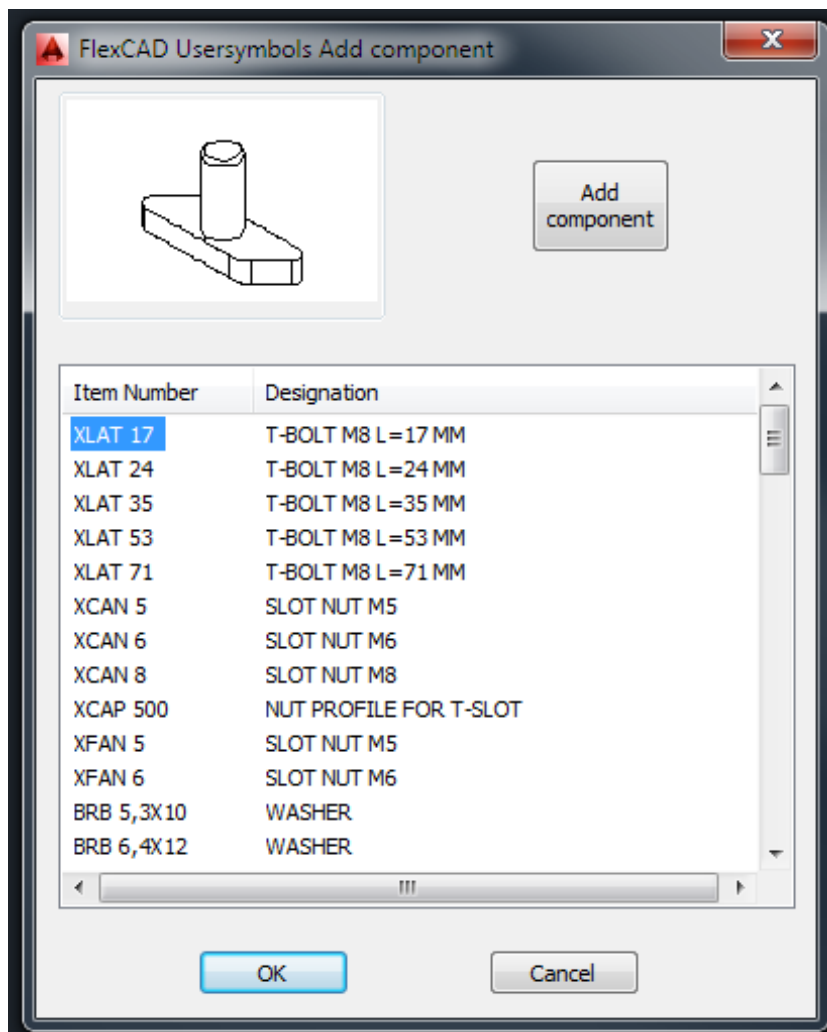 FlexCAD Usersymbols Add component
Add
component
Item Number Designation
XLAT 17 T-BOLT M8 L=17 MM
XLAT 24 T-BOLT M8 L=24 MM
XLAT 35 T-BOLT M8 L=35 MM
XLAT 53 T-BOLT M8 L=53 MM
XLAT 71 T-BOLT M8 L=71 MM
XCAN 5 SLOT NUT M5
XCAN 6 SLOT NUT M6
XCAN 8 SLOT NUT M8
XCAP 500 NUT PROFILE FOR T-SLOT
XFAN 5 SLOT NUT M5
XFAN 6 SLOT NUT M6
BRB 5,3X10 WASHER
BRB 6,4X12 WASHER
OK Cancel